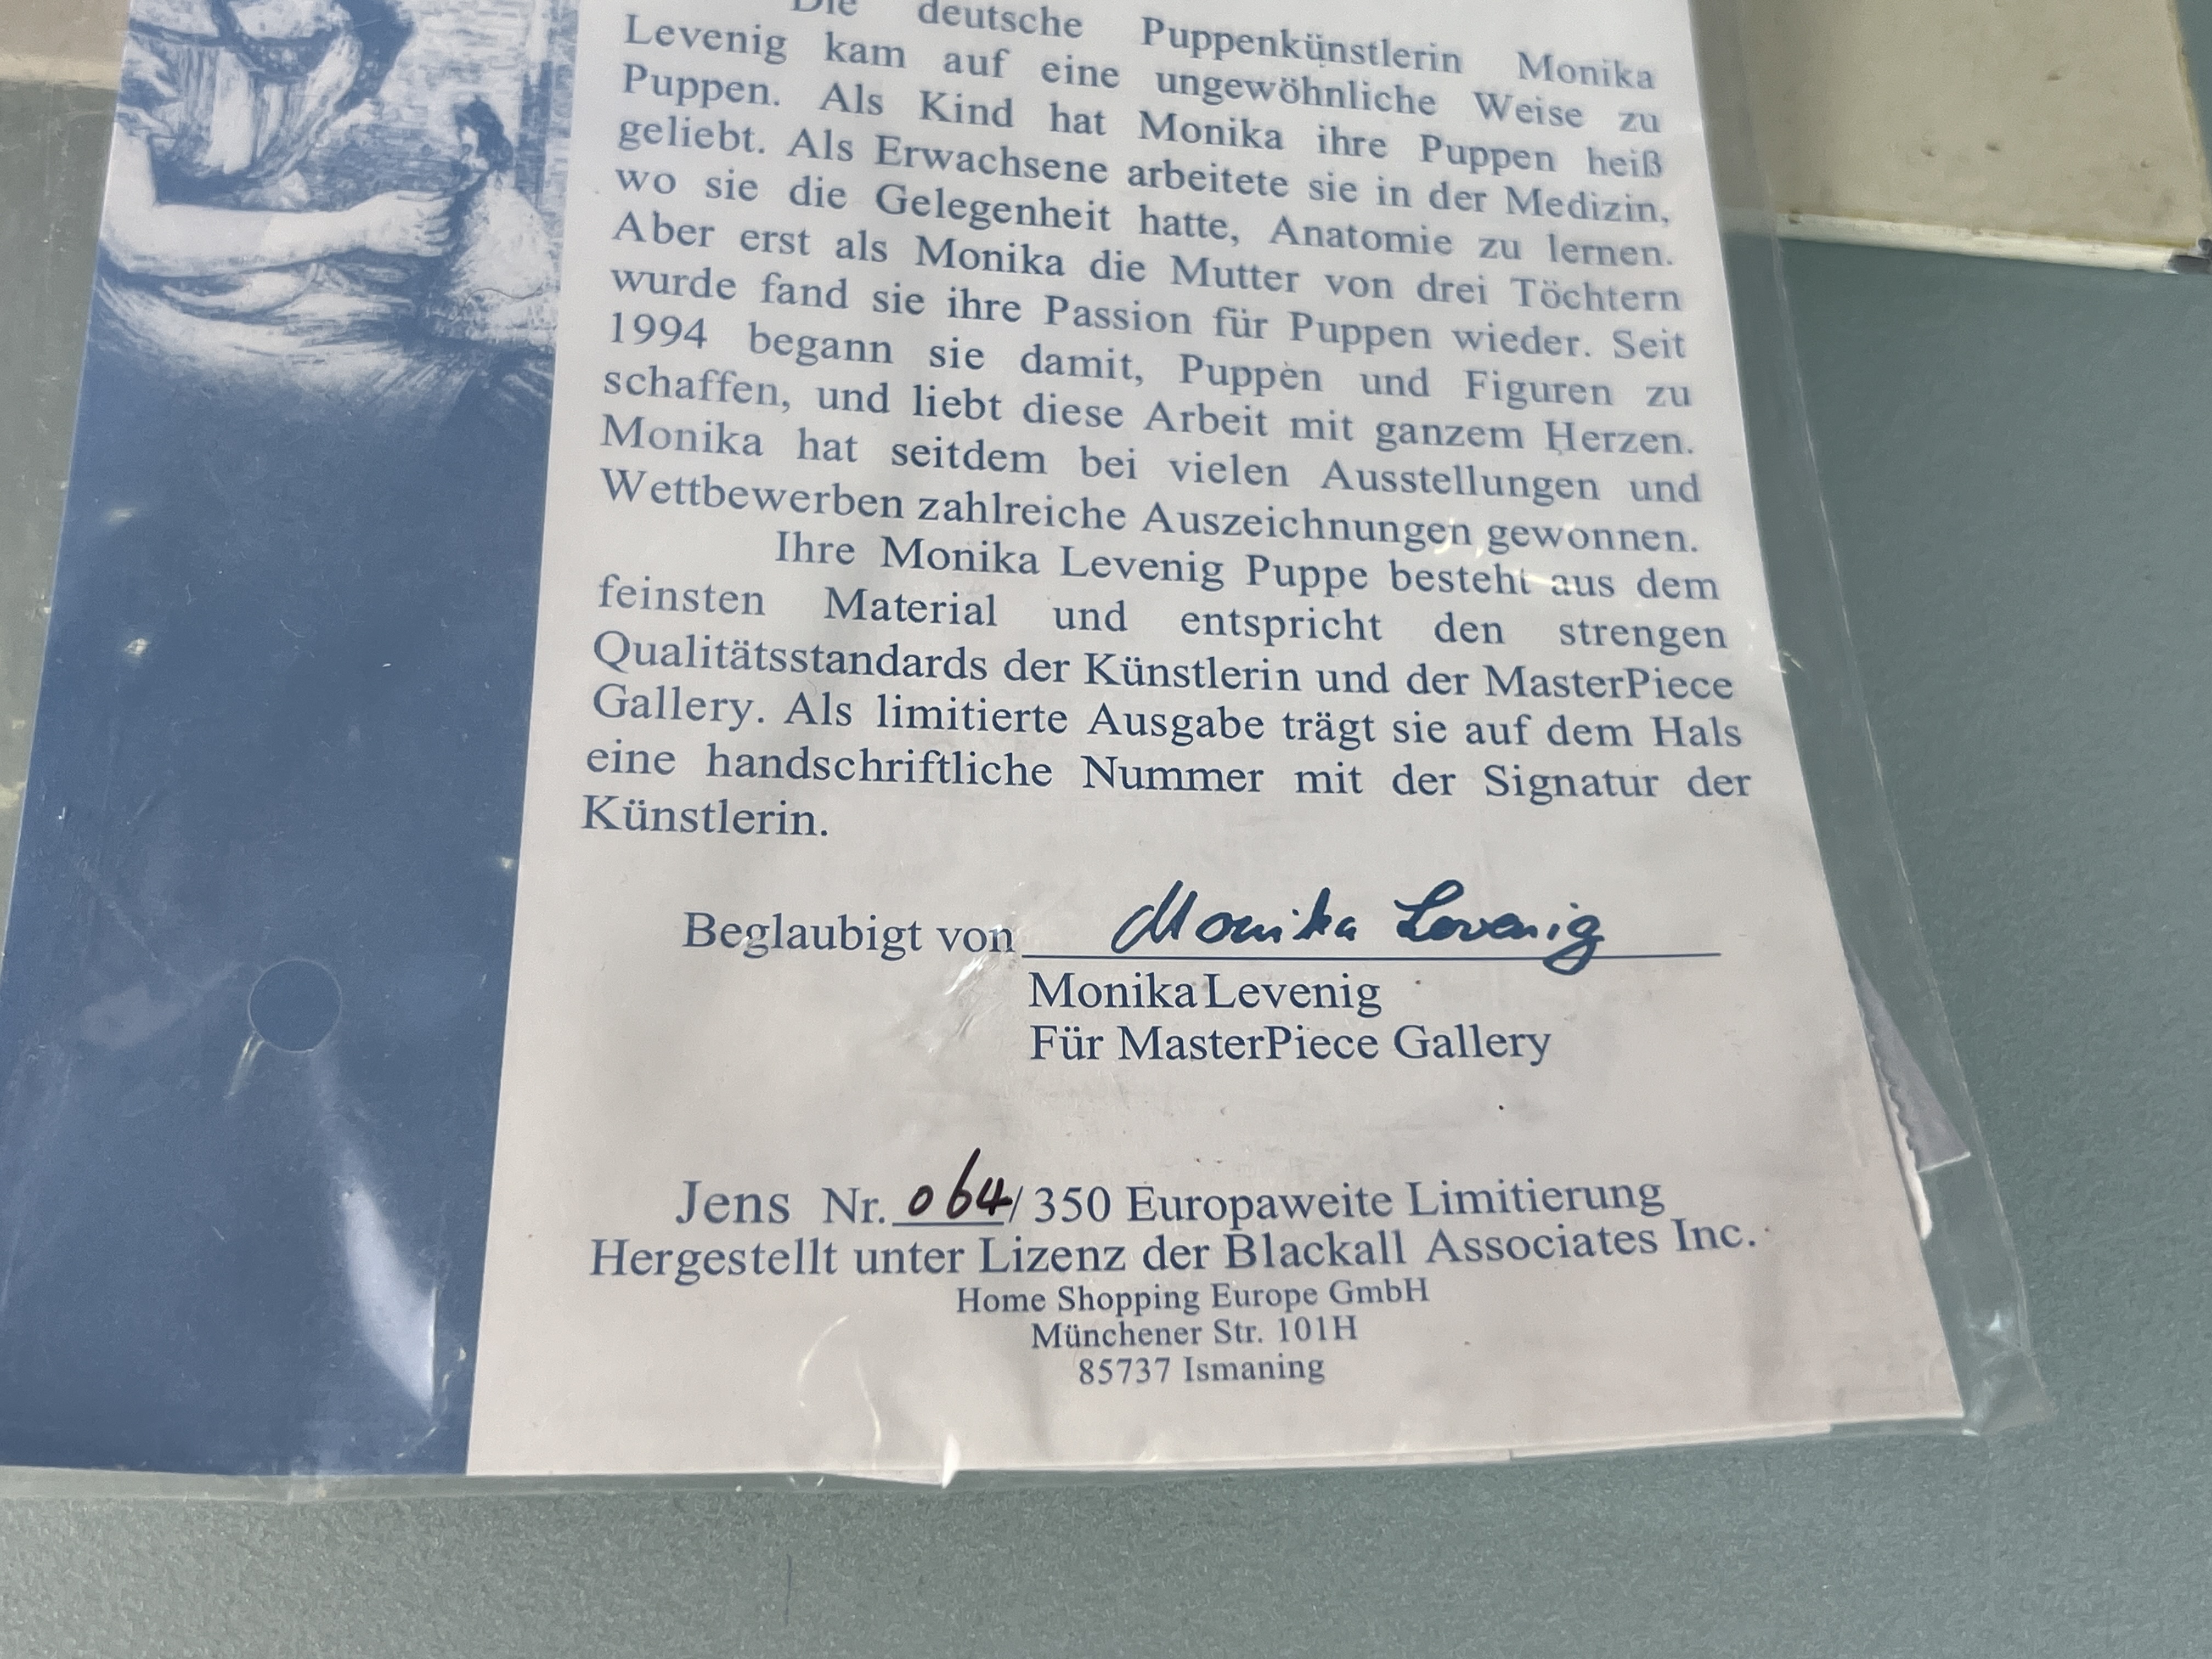 Die deutsche Puppenkünstlerin Monika
Levenig kam auf eine ungewöhnliche Weise zu
Puppen. Als Kind hat Monika ihre Puppen heiß
geliebt. Als Erwachsene arbeitete sie in der Medizin,
wo sie die Gelegenheit hatte, Anatomie zu lernen.
Aber erst als Monika die Mutter von drei Töchtern
wurde fand sie ihre Passion für Puppen wieder. Seit
1994 begann sie damit, Puppen und Figuren zu
schaffen, und liebt diese Arbeit mit ganzem Herzen.
Monika hat seitdem bei vielen Ausstellungen und
Wettbewerben zahlreiche Auszeichnungen gewonnen.
Ihre Monika Levenig Puppe besteht aus dem
feinsten Material und entspricht den strengen
Qualitätsstandards der Künstlerin und der MasterPiece
Gallery. Als limitierte Ausgabe trägt sie auf dem Hals
eine handschriftliche Nummer mit der Signatur der
Künstlerin.
Beglaubigt von Monika Levenig
Monika Levenig
Für MasterPiece Gallery
Jens Nr. 064/350 Europaweite Limitierung
Hergestellt unter Lizenz der Blackall Associates Inc.
Home Shopping Europe GmbH
Münchener Str. 101H
85737 Ismaning